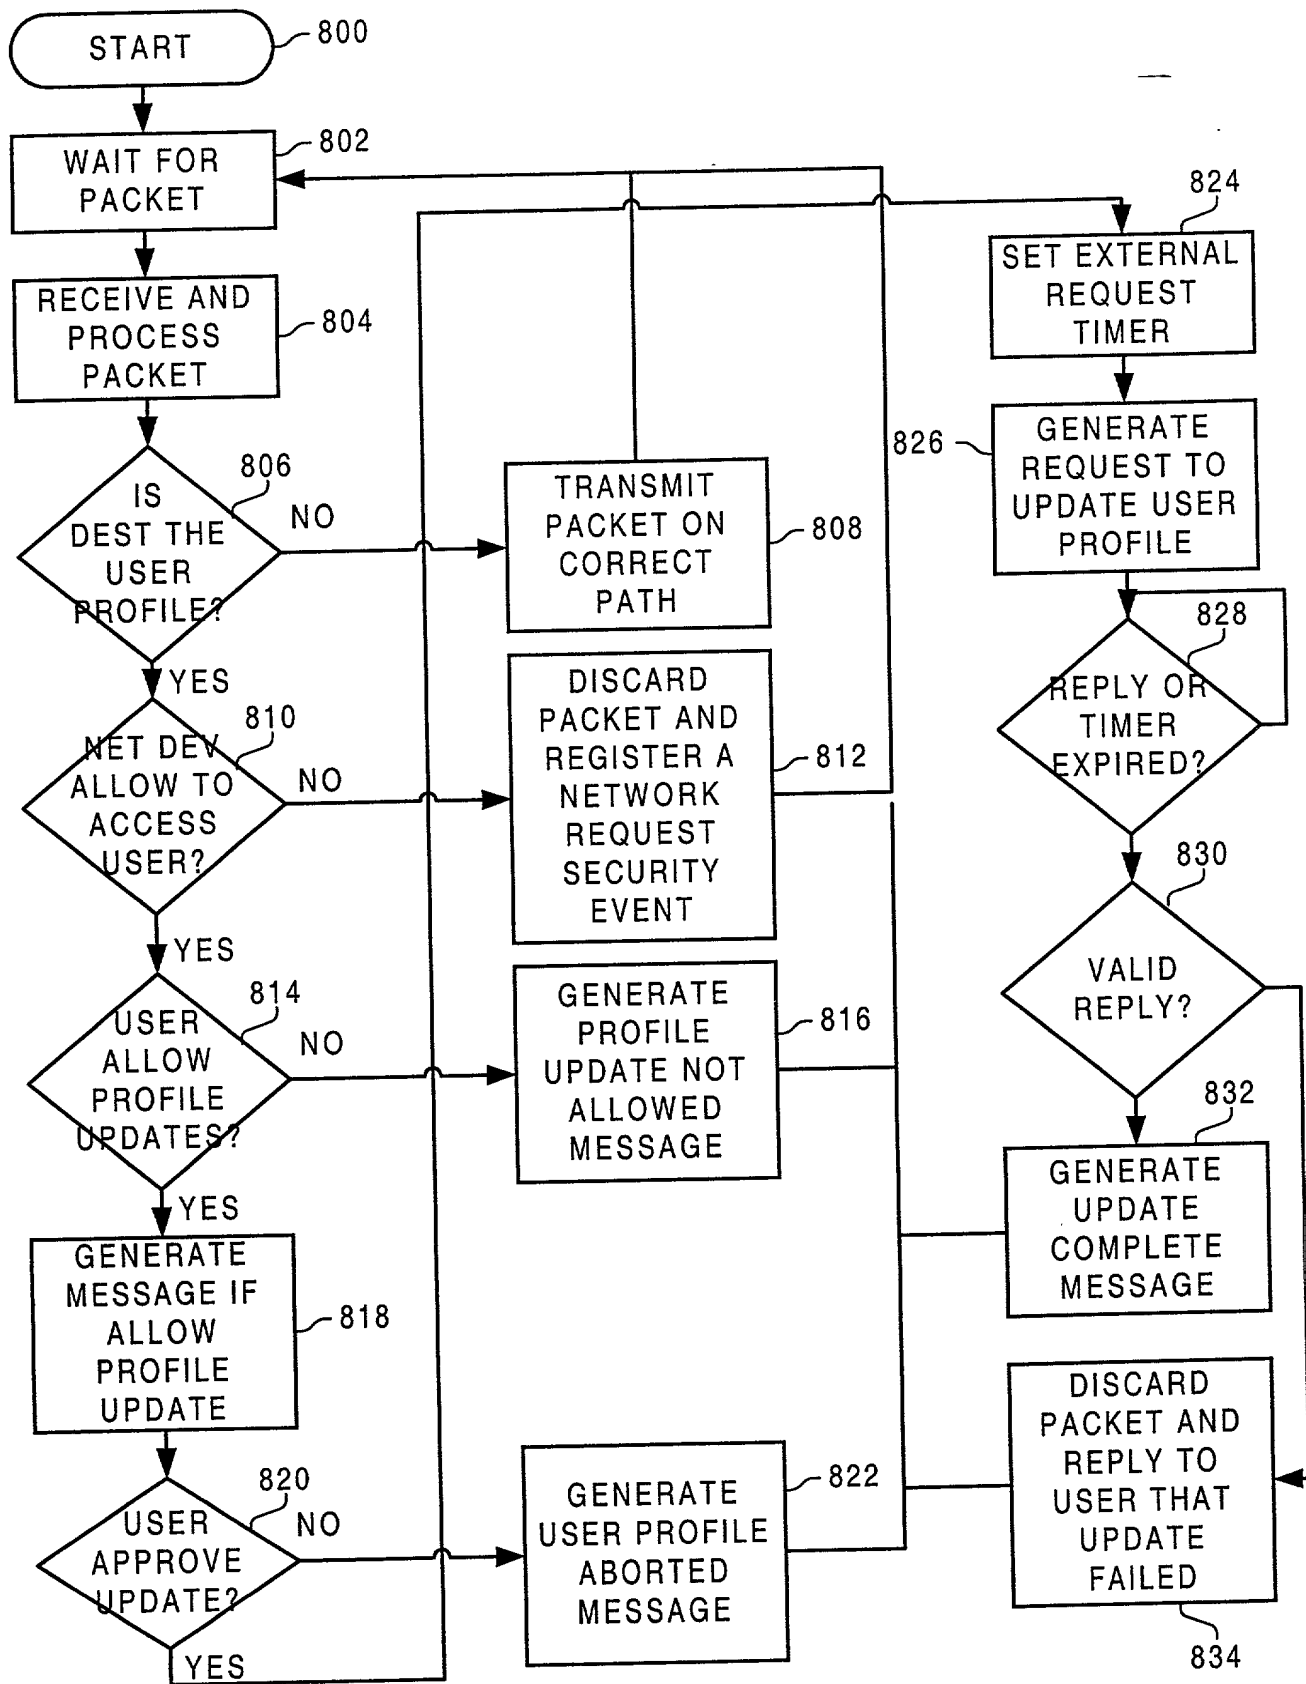 START
800
WAIT FOR
PACKET
802
RECEIVE AND
PROCESS
PACKET
804
IS
DEST THE
USER
PROFILE?
806
NO
YES
TRANSMIT
PACKET ON
CORRECT
PATH
808
NET DEV
ALLOW TO
ACCESS
USER?
810
NO
YES
DISCARD
PACKET AND
REGISTER A
NETWORK
REQUEST
SECURITY
EVENT
812
USER
ALLOW
PROFILE
UPDATES?
814
NO
YES
GENERATE
PROFILE
UPDATE NOT
ALLOWED
MESSAGE
816
GENERATE
MESSAGE IF
ALLOW
PROFILE
UPDATE
818
USER
APPROVE
UPDATE?
820
NO
YES
GENERATE
USER PROFILE
ABORTED
MESSAGE
822
824
SET EXTERNAL
REQUEST
TIMER
826
GENERATE
REQUEST TO
UPDATE USER
PROFILE
828
REPLY OR
TIMER
EXPIRED?
830
VALID
REPLY?
832
GENERATE
UPDATE
COMPLETE
MESSAGE
DISCARD
PACKET AND
REPLY TO
USER THAT
UPDATE
FAILED
834